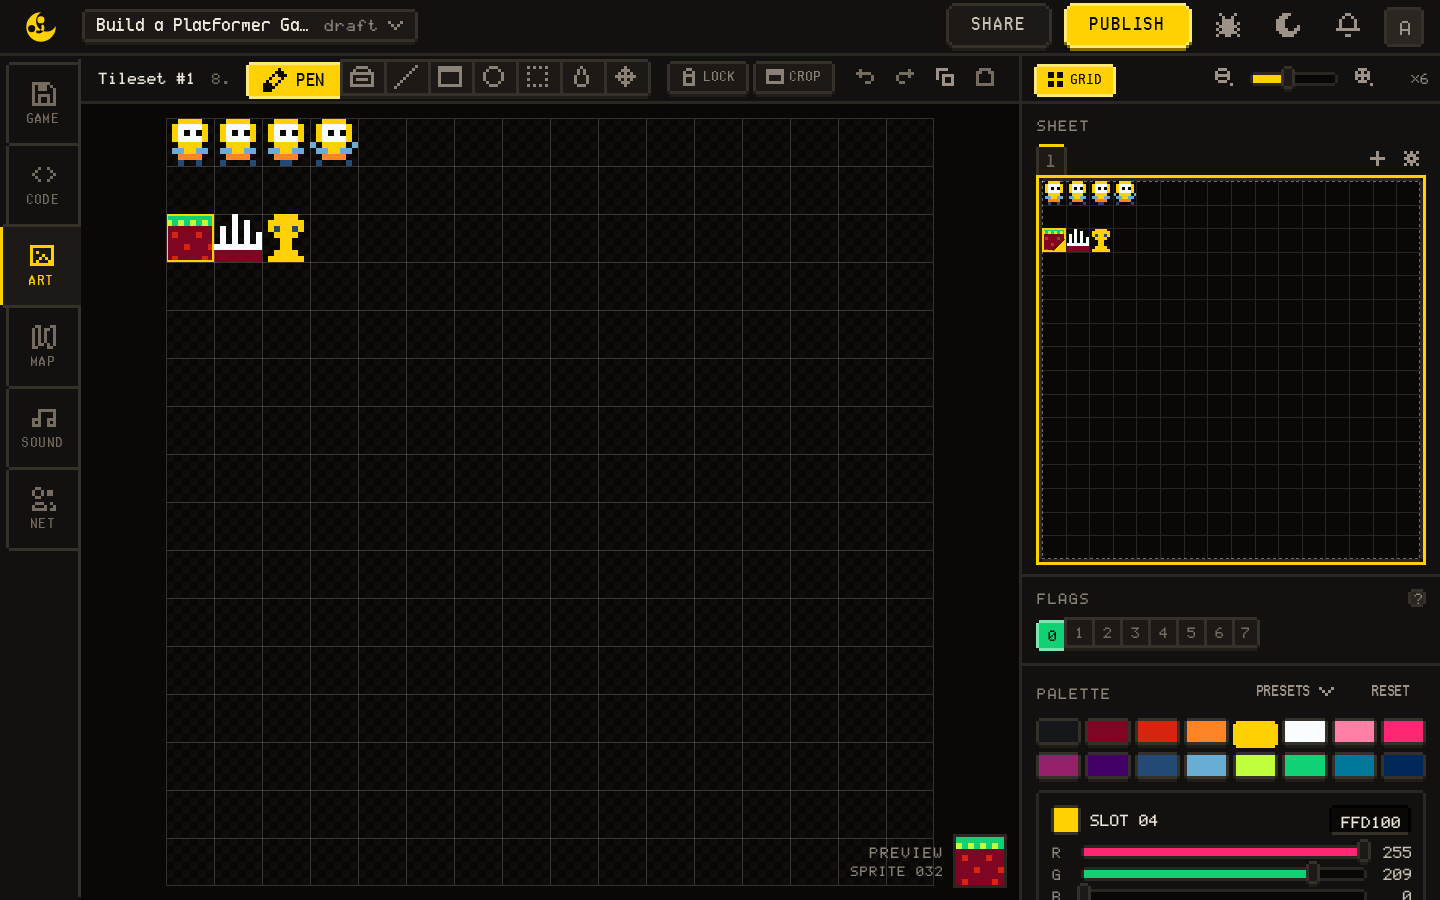 Build a Platformer Ga… draft
SHARE
PUBLISH
A
GAME
CODE
ART
MAP
SOUND
NET
Tileset #1 8.
PEN
LOCK
CROP
GRID
×6
SHEET
1
FLAGS
?
0 1 2 3 4 5 6 7
PALETTE
PRESETS
RESET
SLOT 04
FFD100
R 255
G 209
B 0
PREVIEW
SPRITE 032